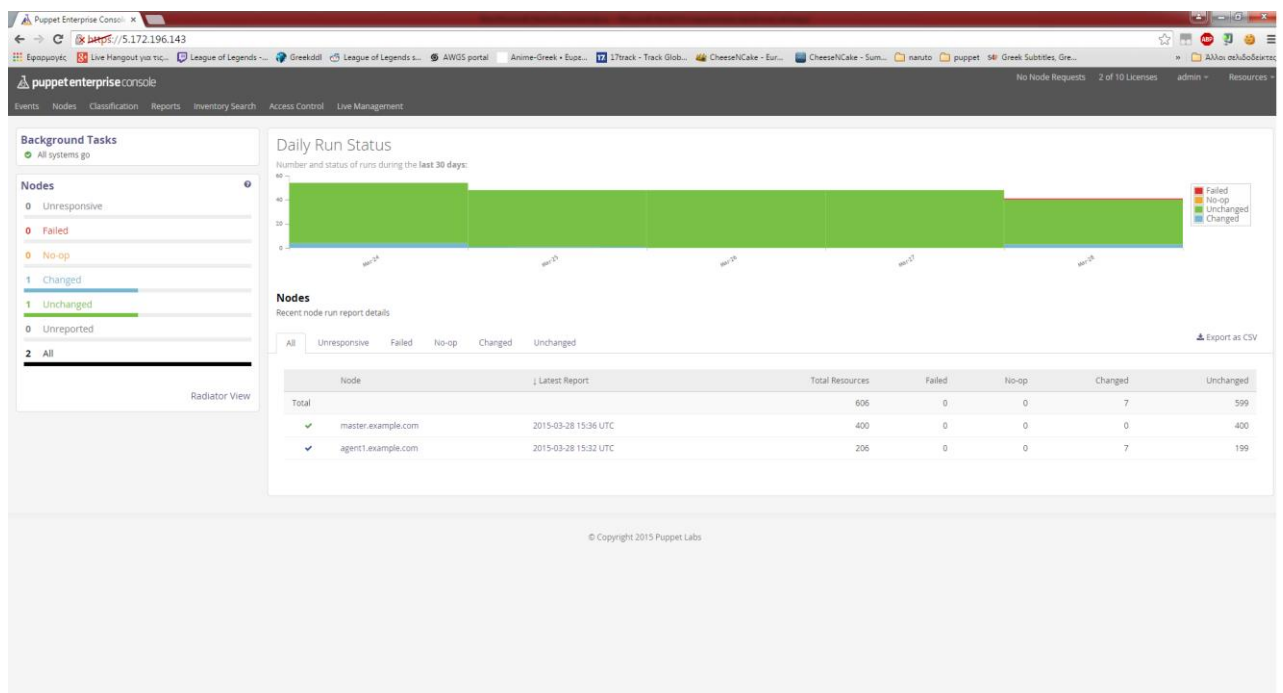 Puppet Enterprise Consol
https://5.172.196.143
Εφαρμογές Live Hangout για τις... League of Legends -... Greekddl League of Legends s... AWGS portal Anime-Greek • Ευρε... 17track - Track Glob... CheeseNCake - Eur... CheeseNCake - Sum... naruto puppet Greek Subtitles, Gre... » Άλλοι σελιδοδείκτες
puppet enterprise console
No Node Requests 2 of 10 Licenses admin Resources
Events Nodes Classification Reports Inventory Search Access Control Live Management
Background Tasks
All systems go
Nodes
0 Unresponsive
0 Failed
0 No-op
1 Changed
1 Unchanged
0 Unreported
2 All
Radiator View
Daily Run Status
Number and status of runs during the last 30 days:
60
40
20
0
Failed
No-op
Unchanged
Changed
Nodes
Recent node run report details
All Unresponsive Failed No-op Changed Unchanged
Export as CSV
Node ↓ Latest Report Total Resources Failed No-op Changed Unchanged
Total 606 0 0 7 599
master.example.com 2015-03-28 15:36 UTC 400 0 0 0 400
agent1.example.com 2015-03-28 15:32 UTC 206 0 0 7 199
© Copyright 2015 Puppet Labs